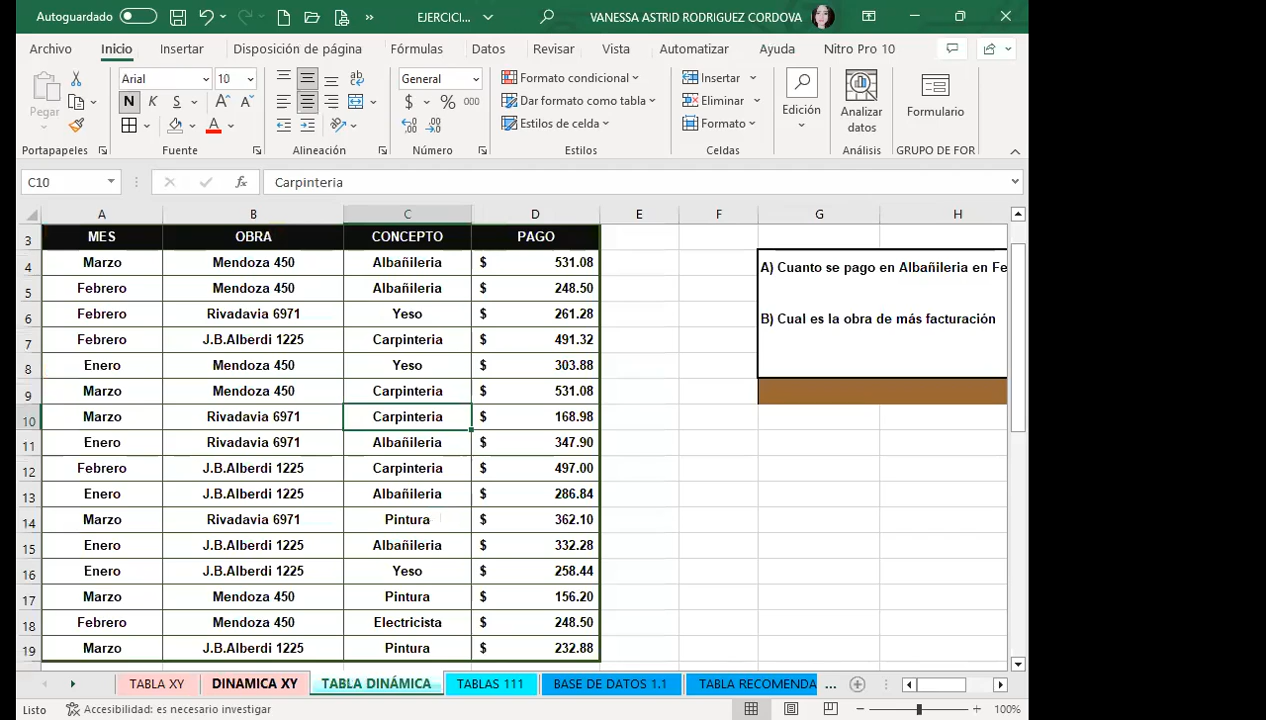 Autoguardado EJERCICI... VANESSA ASTRID RODRIGUEZ CORDOVA
Archivo Inicio Insertar Disposición de página Fórmulas Datos Revisar Vista Automatizar Ayuda Nitro Pro 10
Pegar
Portapapeles
Arial 10
N K S
Fuente
Alineación
General
$ % 000
Número
Formato condicional
Dar formato como tabla
Estilos de celda
Estilos
Insertar
Eliminar
Formato
Celdas
Edición
Analizar
datos
Análisis
Formulario
GRUPO DE FOR
C10 fx Carpinteria
A B C D E F G H
3 MES OBRA CONCEPTO PAGO
4 Marzo Mendoza 450 Albañileria $ 531.08
5 Febrero Mendoza 450 Albañileria $ 248.50
6 Febrero Rivadavia 6971 Yeso $ 261.28
7 Febrero J.B.Alberdi 1225 Carpinteria $ 491.32
8 Enero Mendoza 450 Yeso $ 303.88
9 Marzo Mendoza 450 Carpinteria $ 531.08
10 Marzo Rivadavia 6971 Carpinteria $ 168.98
11 Enero Rivadavia 6971 Albañileria $ 347.90
12 Febrero J.B.Alberdi 1225 Carpinteria $ 497.00
13 Enero J.B.Alberdi 1225 Albañileria $ 286.84
14 Marzo Rivadavia 6971 Pintura $ 362.10
15 Enero J.B.Alberdi 1225 Albañileria $ 332.28
16 Enero J.B.Alberdi 1225 Yeso $ 258.44
17 Marzo Mendoza 450 Pintura $ 156.20
18 Febrero Mendoza 450 Electricista $ 248.50
19 Marzo J.B.Alberdi 1225 Pintura $ 232.88
A) Cuanto se pago en Albañileria en Fe
B) Cual es la obra de más facturación
TABLA XY DINAMICA XY TABLA DINÁMICA TABLAS 111 BASE DE DATOS 1.1 TABLA RECOMENDA ...
Listo Accesibilidad: es necesario investigar 100%